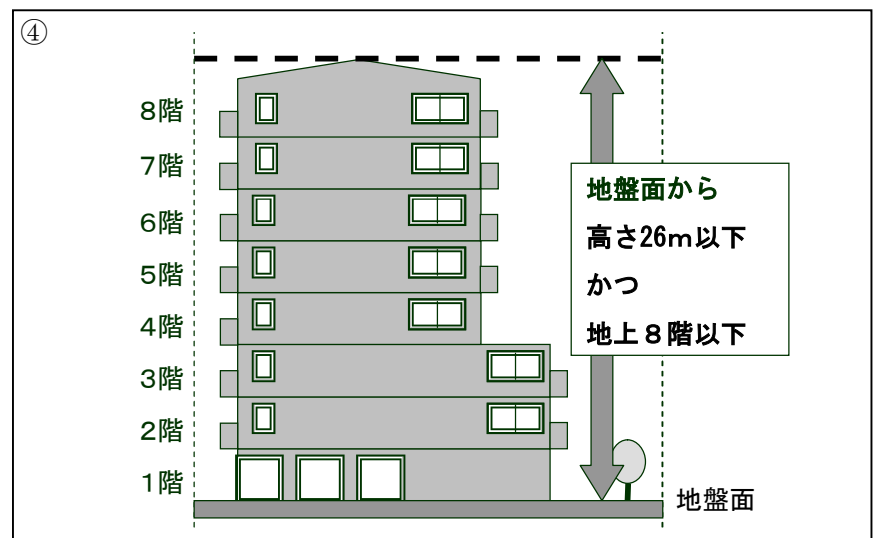 ④
8階
7階
6階
5階
4階
3階
2階
1階
地盤面から
高さ26m以下
かつ
地上８階以下
地盤面